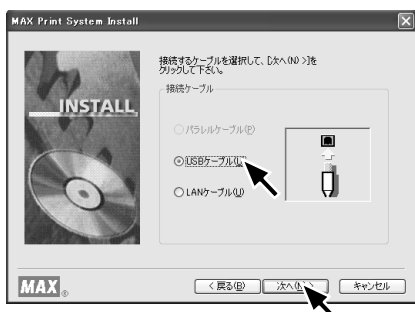 MAX Print System Install
INSTALL
接続するケーブルを選択して、[次へ(N) >]を
クリックして下さい。
接続ケーブル
パラレルケーブル(P)
USBケーブル
LANケーブル(U)
MAX®
< 戻る(B)
次へ
キャンセル